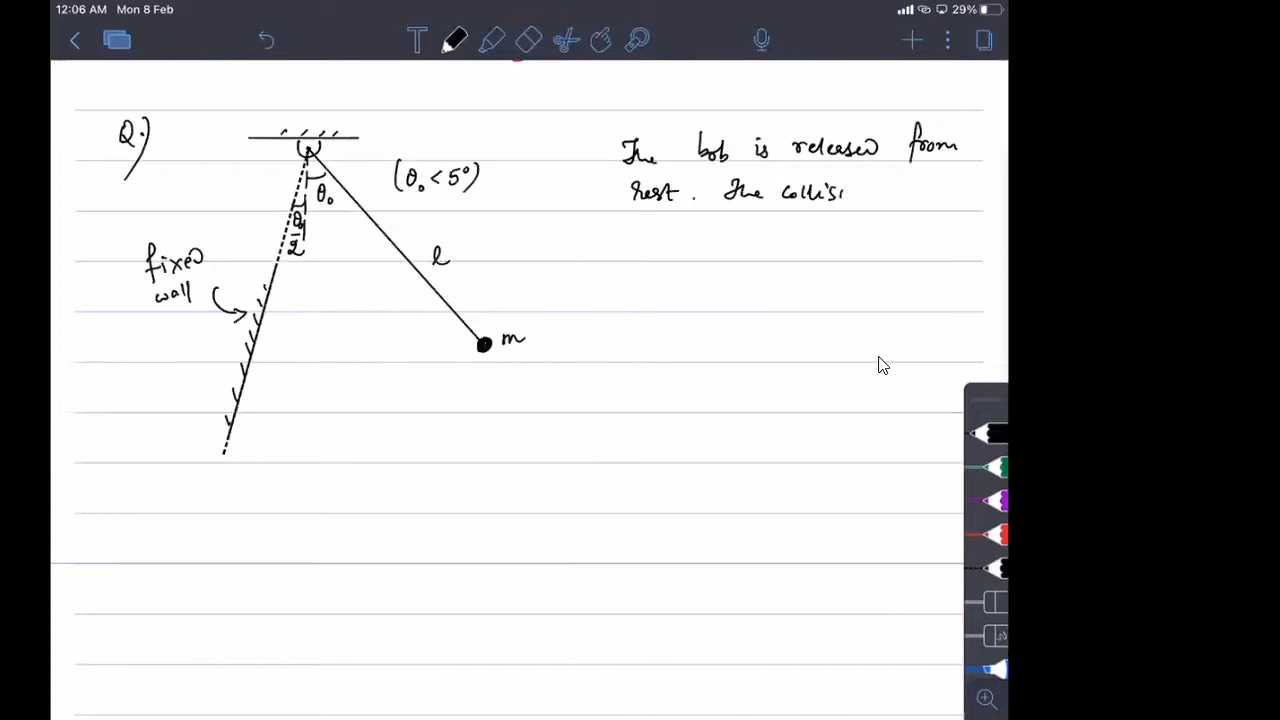 12:06 AM Mon 8 Feb
29%
T
Q.)
The bob is released from
rest. The collisi
(θ₀ < 5°)
θ₀
θ₀/2
fixed
wall
l
m